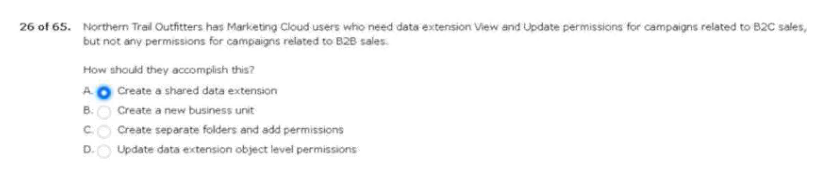 26 of 65. Northern Trail Outfitters has Marketing Cloud users who need data extension View and Update permissions for campaigns related to B2C sales,
but not any permissions for campaigns related to B2B sales.
How should they accomplish this?
A. Create a shared data extension
B. Create a new business unit
C. Create separate folders and add permissions
D. Update data extension object level permissions